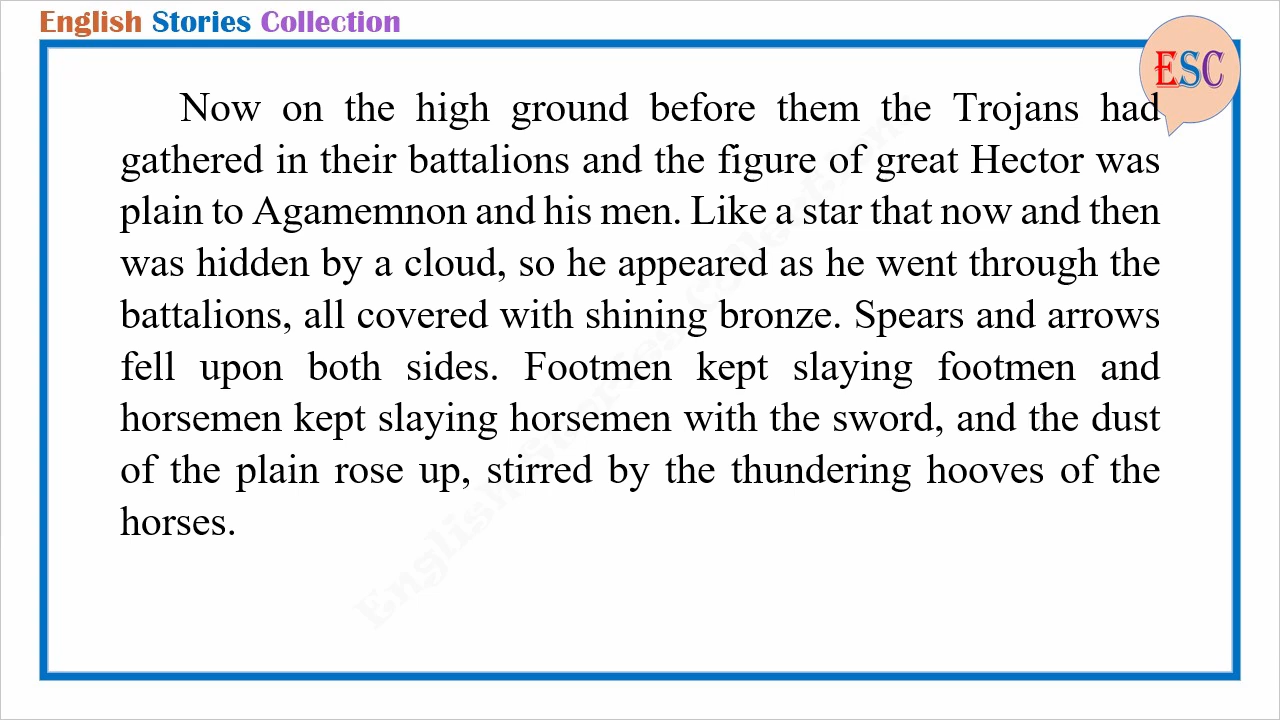 English Stories Collection
ESC
Now on the high ground before them the Trojans had
gathered in their battalions and the figure of great Hector was
plain to Agamemnon and his men. Like a star that now and then
was hidden by a cloud, so he appeared as he went through the
battalions, all covered with shining bronze. Spears and arrows
fell upon both sides. Footmen kept slaying footmen and
horsemen kept slaying horsemen with the sword, and the dust
of the plain rose up, stirred by the thundering hooves of the
horses.
English Stories Collection